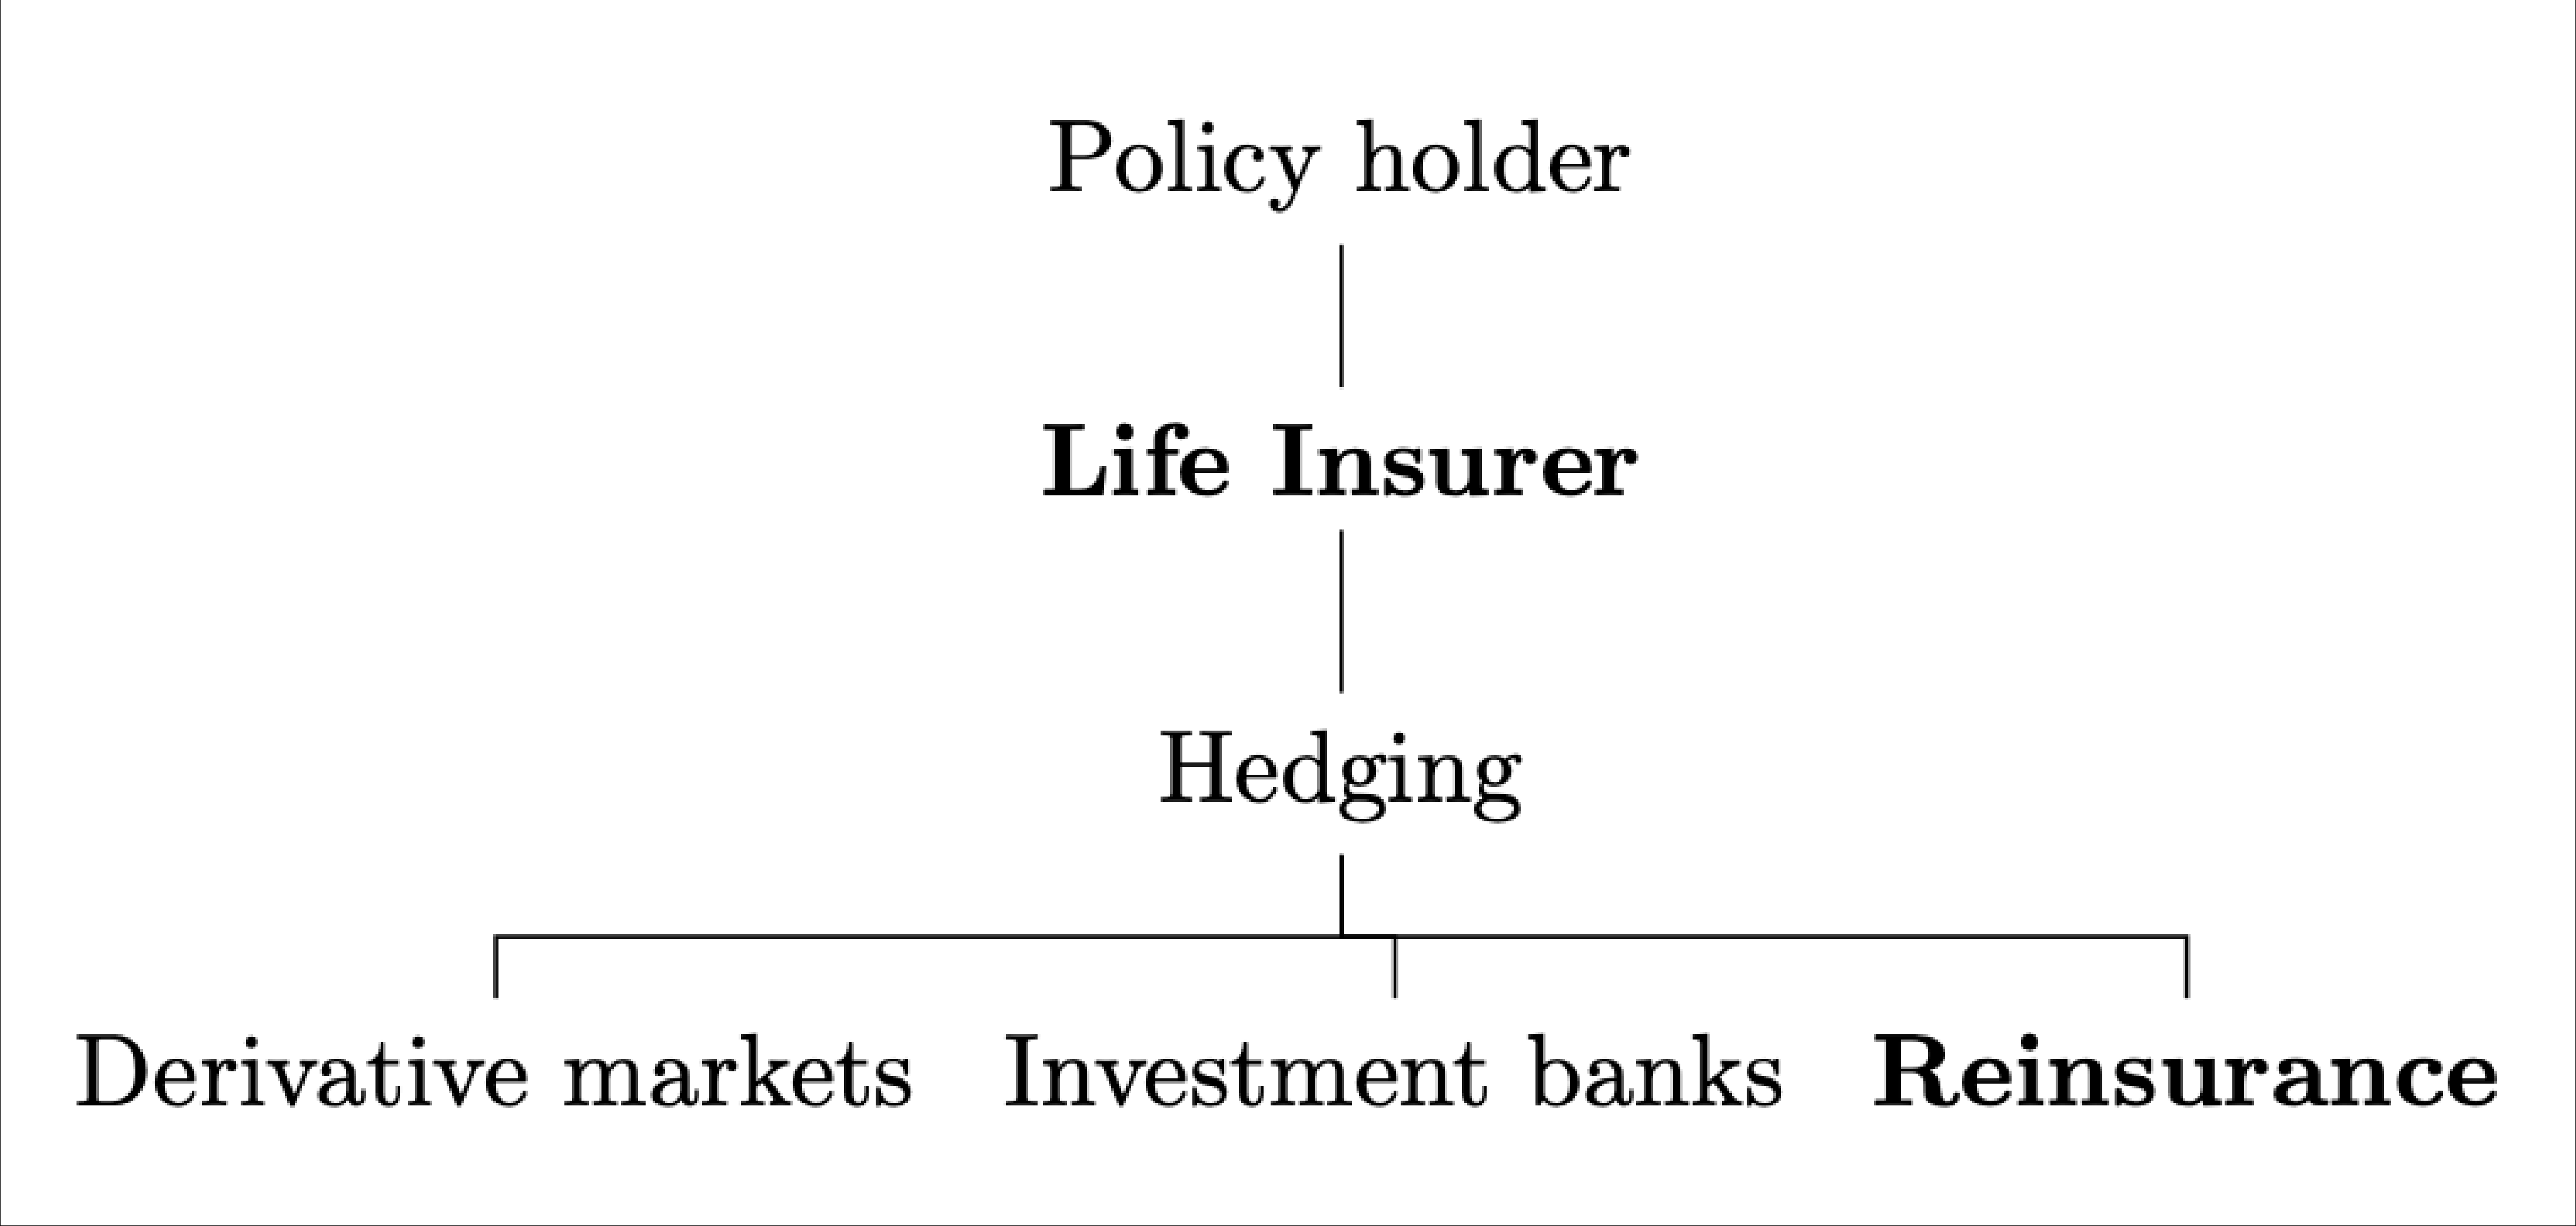 Policy holder
Life Insurer
Hedging
Derivative markets Investment banks Reinsurance